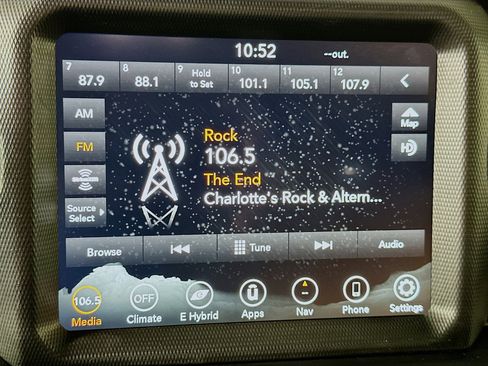 10:52 --out.
7 87.9 8 88.1 9 Hold to Set 10 101.1 11 105.1 12 107.9
AM
Map
FM
Rock
106.5
SiriusXM
The End
Source Select
Charlotte's Rock & Altern...
Browse Tune Audio
106.5 OFF --
Media Climate E Hybrid Apps Nav Phone Settings